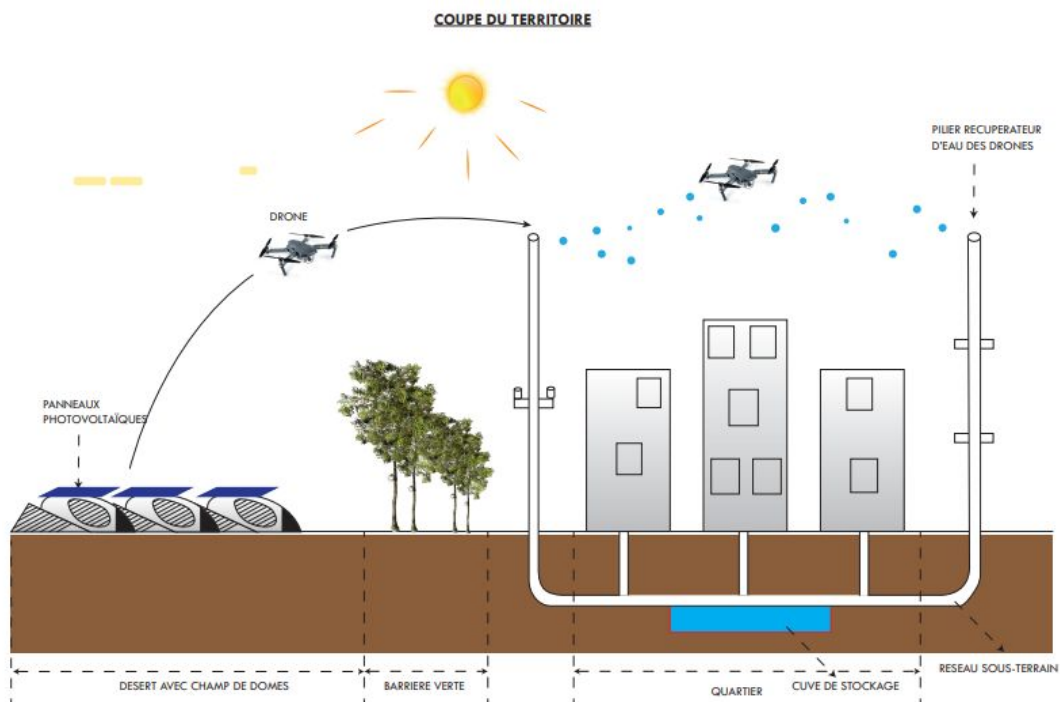 COUPE DU TERRITOIRE
PILIER RECUPERATEUR
D'EAU DES DRONES
DRONE
PANNEAUX
PHOTOVOLTAÏQUES
DESERT AVEC CHAMP DE DOMES
BARRIERE VERTE
QUARTIER
CUVE DE STOCKAGE
RESEAU SOUS-TERRAIN